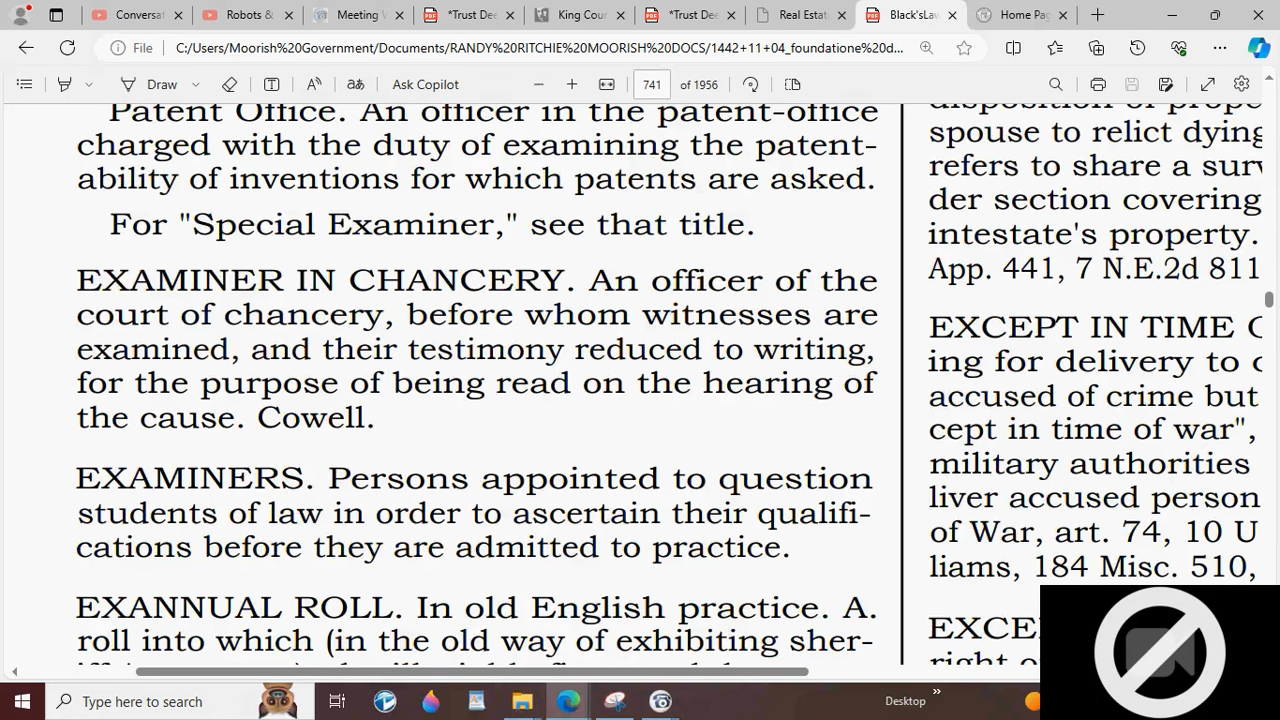 Conversat
Robots &
Meeting V
*Trust Dee
King Cour
*Trust Dee
Real Estate
Black'sLaw
Home Pag
File
C:/Users/Moorish%20Government/Documents/RANDY%20RITCHIE%20MOORISH%20DOCS/1442+11+04_foundatione%20d...
Draw
Ask Copilot
741
of 1956
Patent Office. An officer in the patent-office
charged with the duty of examining the patent-
ability of inventions for which patents are asked.
For "Special Examiner," see that title.
EXAMINER IN CHANCERY. An officer of the
court of chancery, before whom witnesses are
examined, and their testimony reduced to writing,
for the purpose of being read on the hearing of
the cause. Cowell.
EXAMINERS. Persons appointed to question
students of law in order to ascertain their qualifi-
cations before they are admitted to practice.
EXANNUAL ROLL. In old English practice. A.
roll into which (in the old way of exhibiting sher-
disposition of prope
spouse to relict dying
refers to share a surv
der section covering
intestate's property.
App. 441, 7 N.E.2d 811
EXCEPT IN TIME O
ing for delivery to c
accused of crime but
cept in time of war",
military authorities
liver accused person
of War, art. 74, 10 U
liams, 184 Misc. 510,
EXCE
right o
Type here to search
Desktop